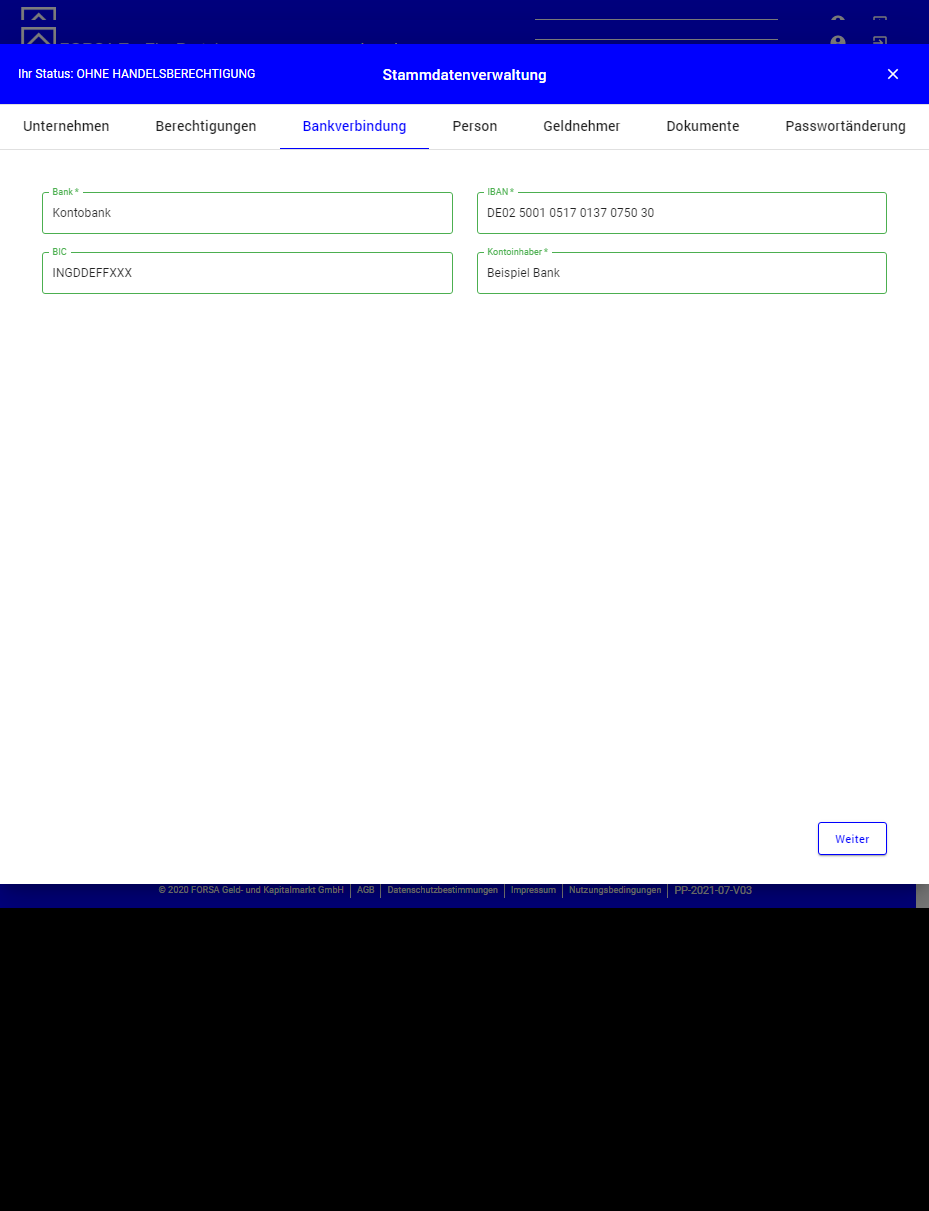 Ihr Status: OHNE HANDELSBERECHTIGUNG
Stammdatenverwaltung
Unternehmen Berechtigungen Bankverbindung Person Geldnehmer Dokumente Passwortänderung
Bank * IBAN *
Kontobank DE02 5001 0517 0137 0750 30
BIC Kontoinhaber *
INGDDEFFXXX Beispiel Bank
Weiter
© 2020 FORSA Geld- und Kapitalmarkt GmbH | AGB | Datenschutzbestimmungen | Impressum | Nutzungsbedingungen | PP-2021-07-V03